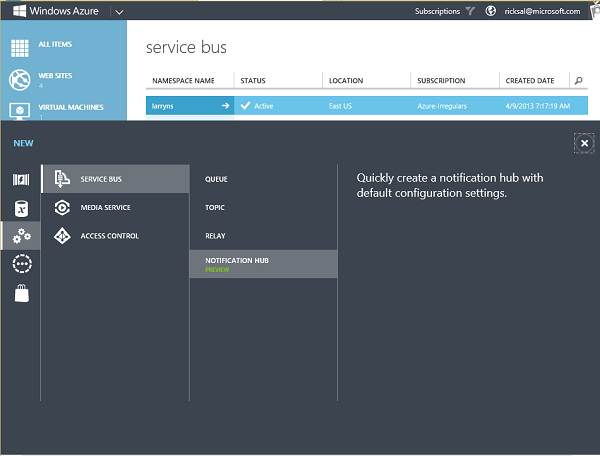 Windows Azure Subscriptions ricksal@microsoft.com
ALL ITEMS
service bus
WEB SITES
4
NAMESPACE NAME STATUS LOCATION SUBSCRIPTION CREATED DATE
VIRTUAL MACHINES
1
larryns Active East US Azure-irregulars 4/9/2013 7:17:19 AM
NEW
SERVICE BUS
MEDIA SERVICE
ACCESS CONTROL
QUEUE
TOPIC
RELAY
NOTIFICATION HUB
PREVIEW
Quickly create a notification hub with
default configuration settings.